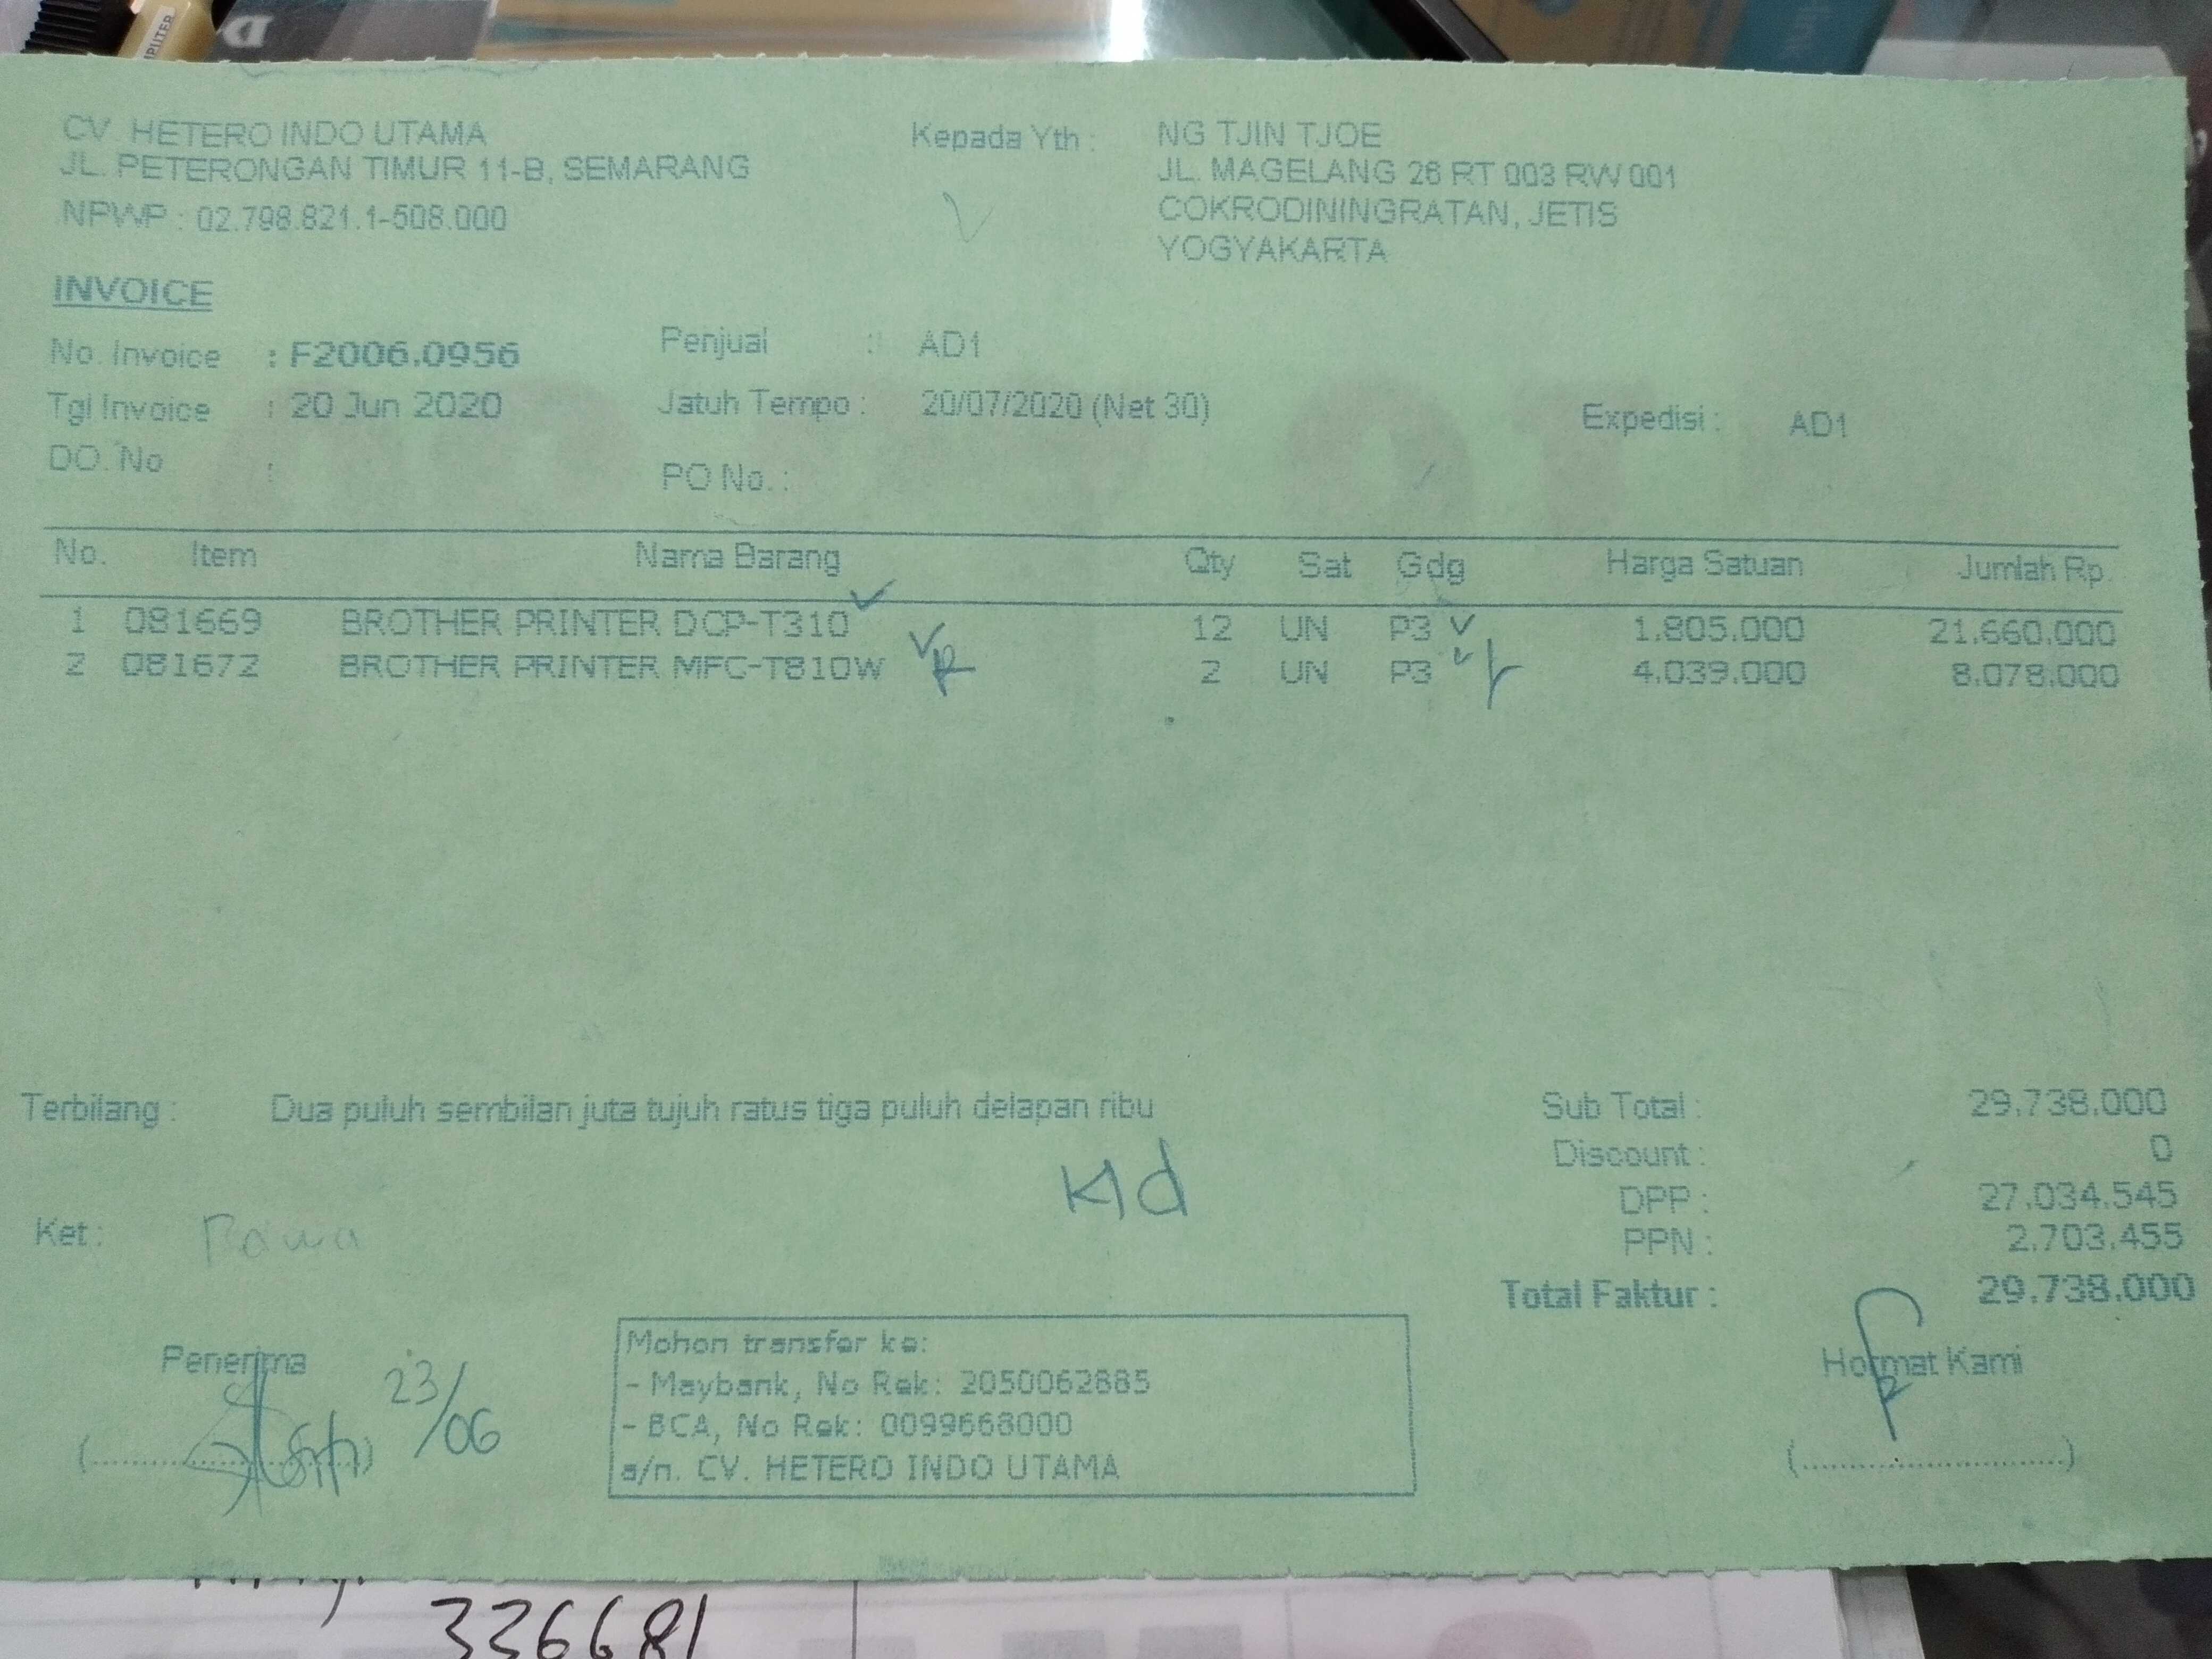 PUTER
CV. HETERO INDO UTAMA
JL. PETERONGAN TIMUR 11-B, SEMARANG
NPWP : 02.798.821.1-508.000
Kepada Yth :
NG TJIN TJOE
JL. MAGELANG 26 RT 003 RW 001
COKRODININGRATAN, JETIS
YOGYAKARTA
INVOICE
No. Invoice : F2006.0956
Tgl Invoice : 20 Jun 2020
DO. No :
Penjual : AD1
Jatuh Tempo : 20/07/2020 (Net 30)
PO No. :
Expedisi : AD1
No. Item Nama Barang Qty Sat Gdg Harga Satuan Jumlah Rp.
1 081669 BROTHER PRINTER DCP-T310 12 UN P3 1.805.000 21.660.000
2 081672 BROTHER PRINTER MFC-T810W 2 UN P3 4.039.000 8.078.000
Terbilang : Dua puluh sembilan juta tujuh ratus tiga puluh delapan ribu
Sub Total : 29.738.000
Discount : 0
DPP : 27.034.545
PPN : 2.703.455
Total Faktur : 29.738.000
Ket :
Penerima
23/06
Mohon transfer ke:
- Maybank, No Rek: 2050062885
- BCA, No Rek: 0099668000
a/n. CV. HETERO INDO UTAMA
Hormat Kami
(..............................)
336681